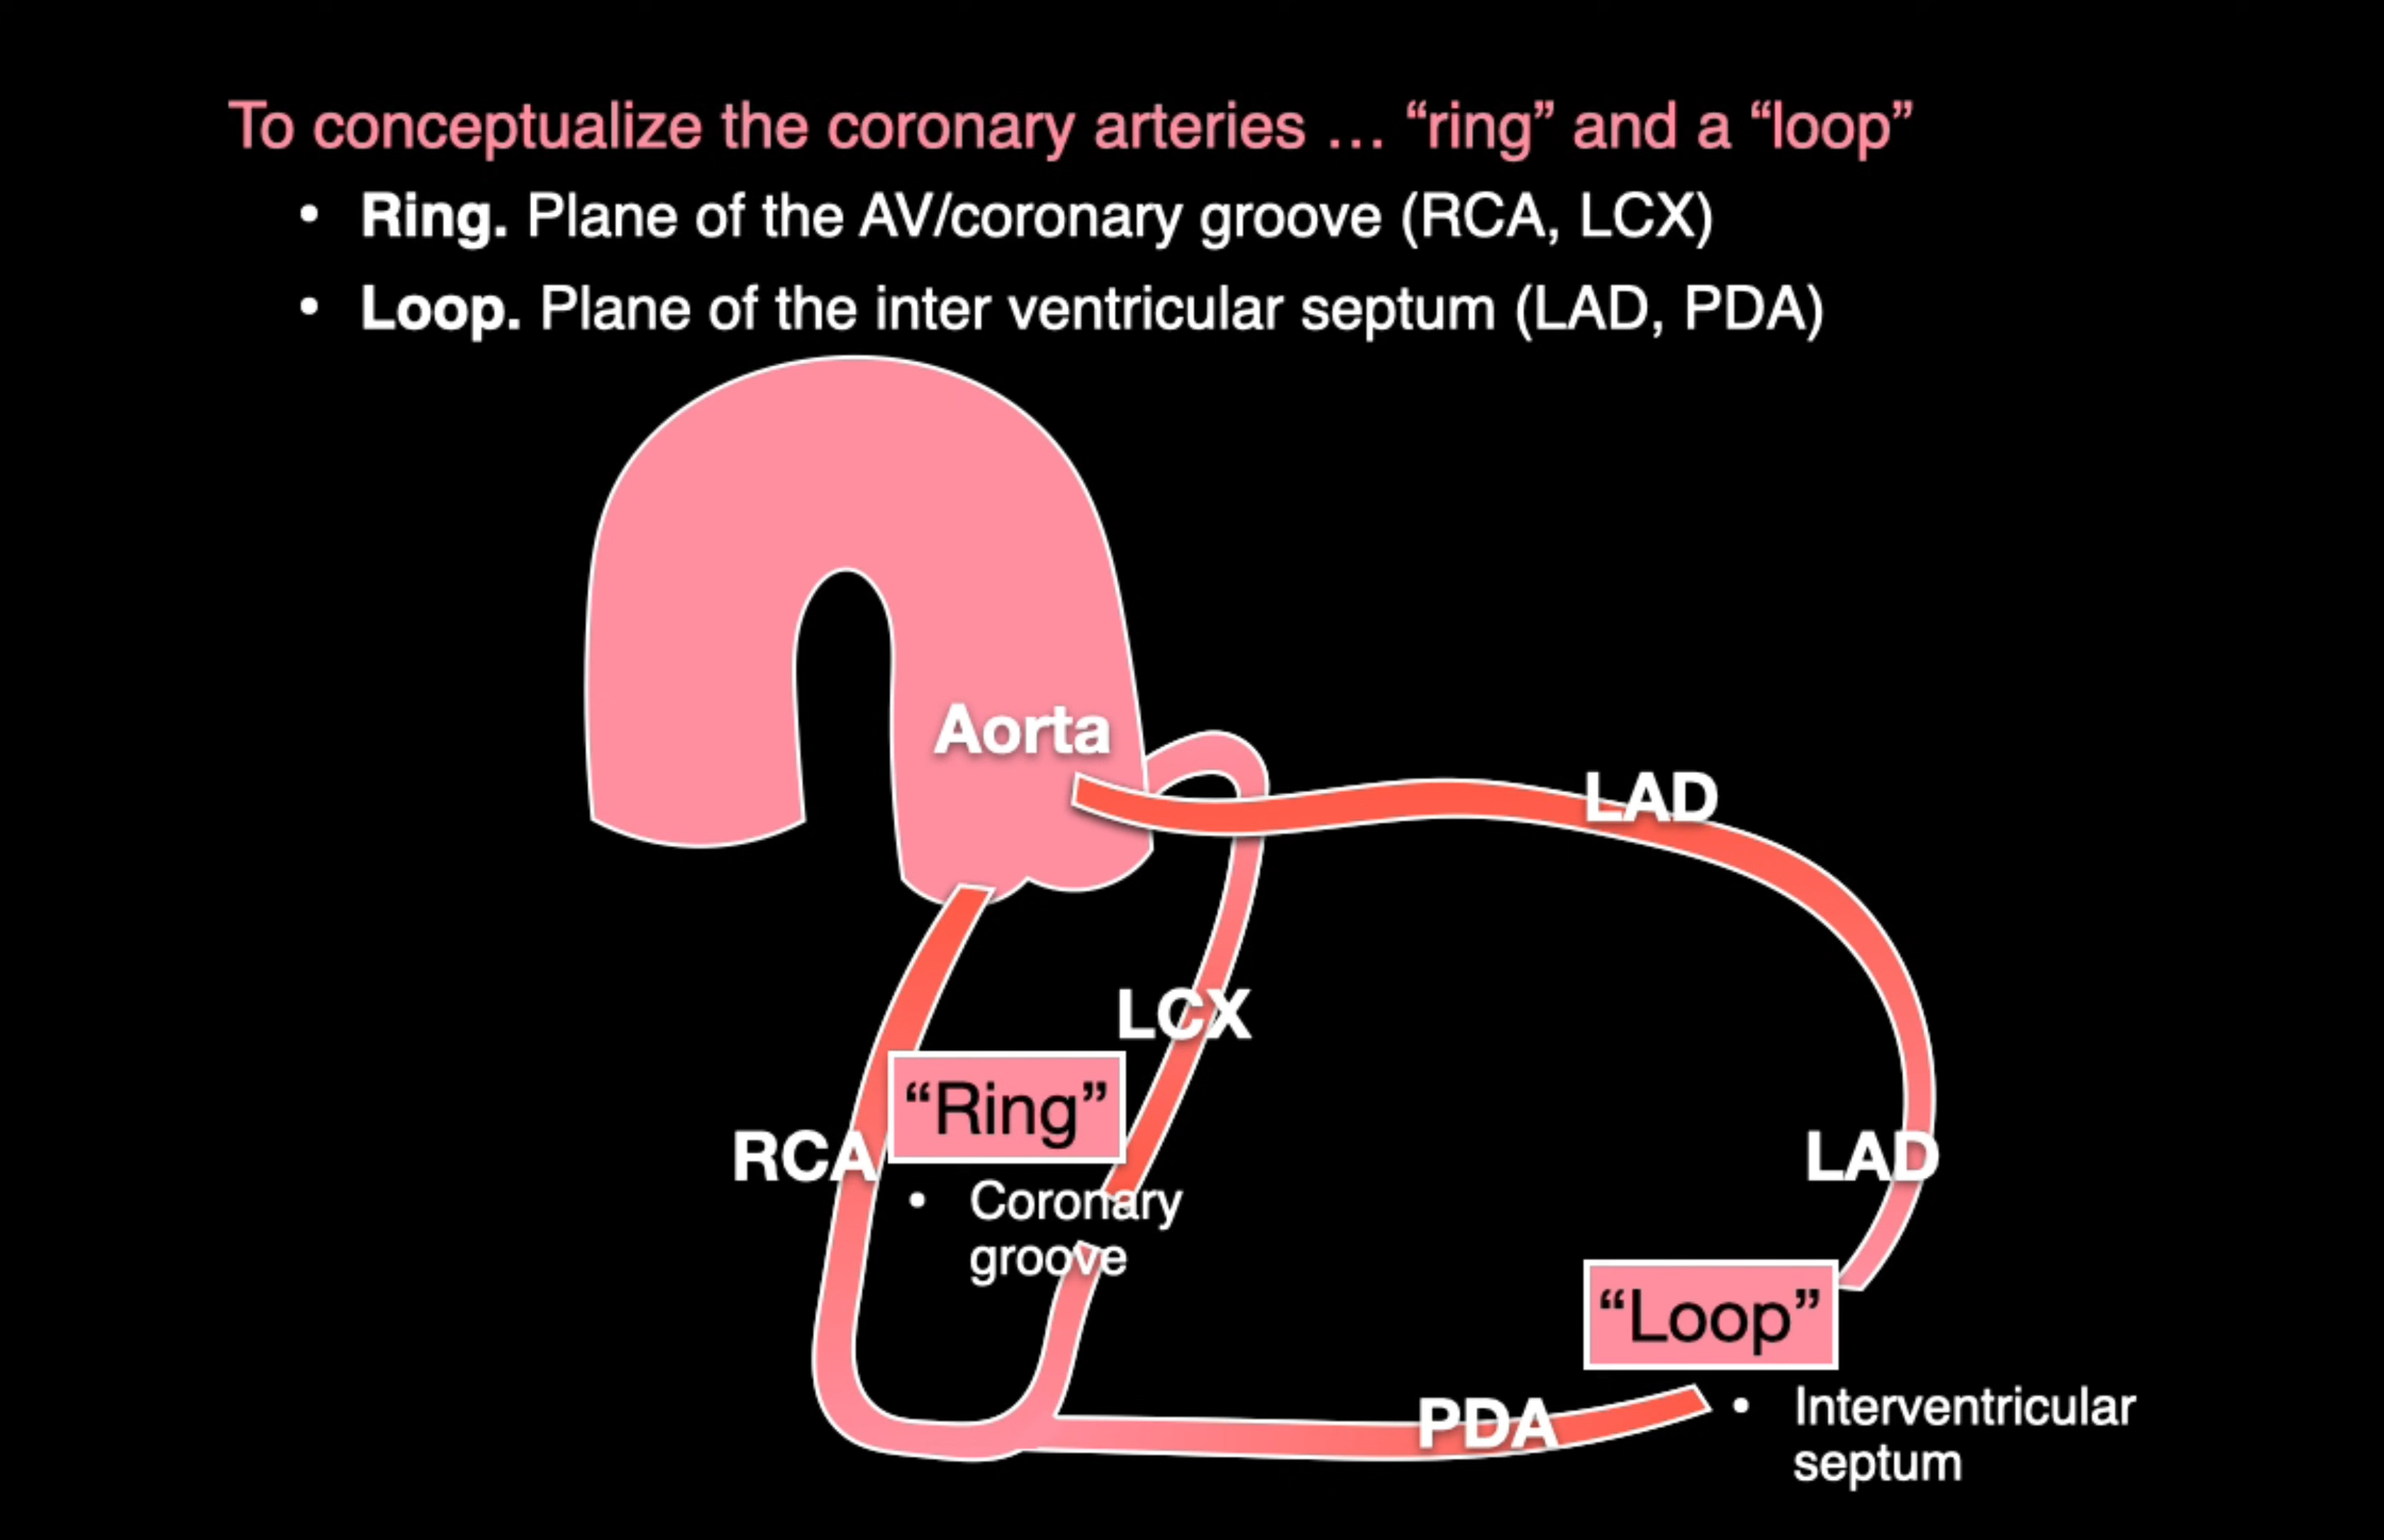 To conceptualize the coronary arteries … “ring” and a “loop”
• Ring. Plane of the AV/coronary groove (RCA, LCX)
• Loop. Plane of the inter ventricular septum (LAD, PDA)
Aorta
LAD
LCX
“Ring”
RCA
• Coronary
groove
LAD
“Loop”
PDA
• Interventricular
septum